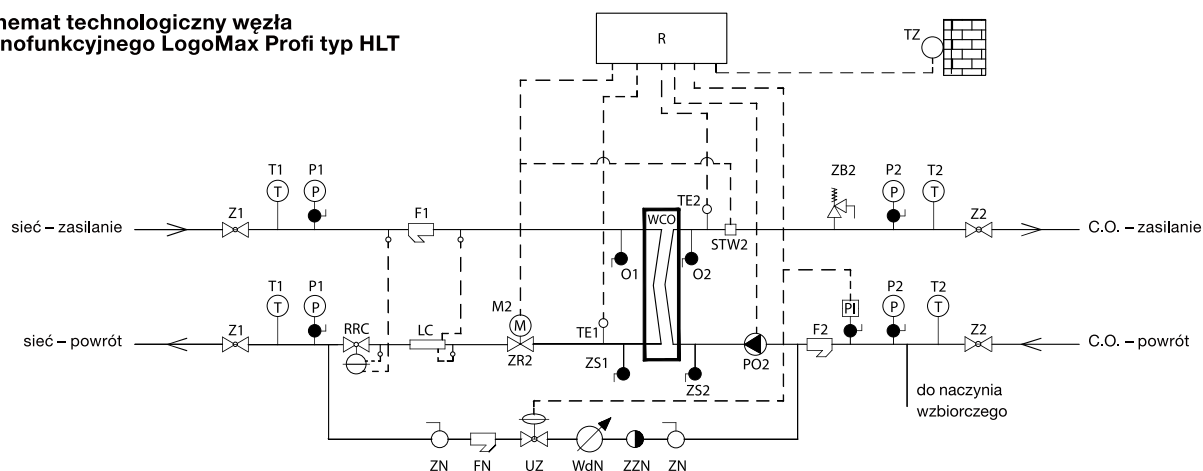 hemat technologiczny węzła
nofunkcyjnego LogoMax Profi typ HLT
R
TZ
T1
P1
T
P
Z1
F1
sieć – zasilanie
WCO
TE2
STW2
O1
O2
ZB2
P2
T2
P
T
Z2
C.O. – zasilanie
T1
P1
T
P
Z1
RRC
LC
sieć – powrót
M2
M
ZR2
TE1
ZS1
ZS2
PO2
F2
PI
P2
T2
P
T
Z2
C.O. – powrót
do naczynia
wzbiorczego
ZN
FN
UZ
WdN
ZZN
ZN